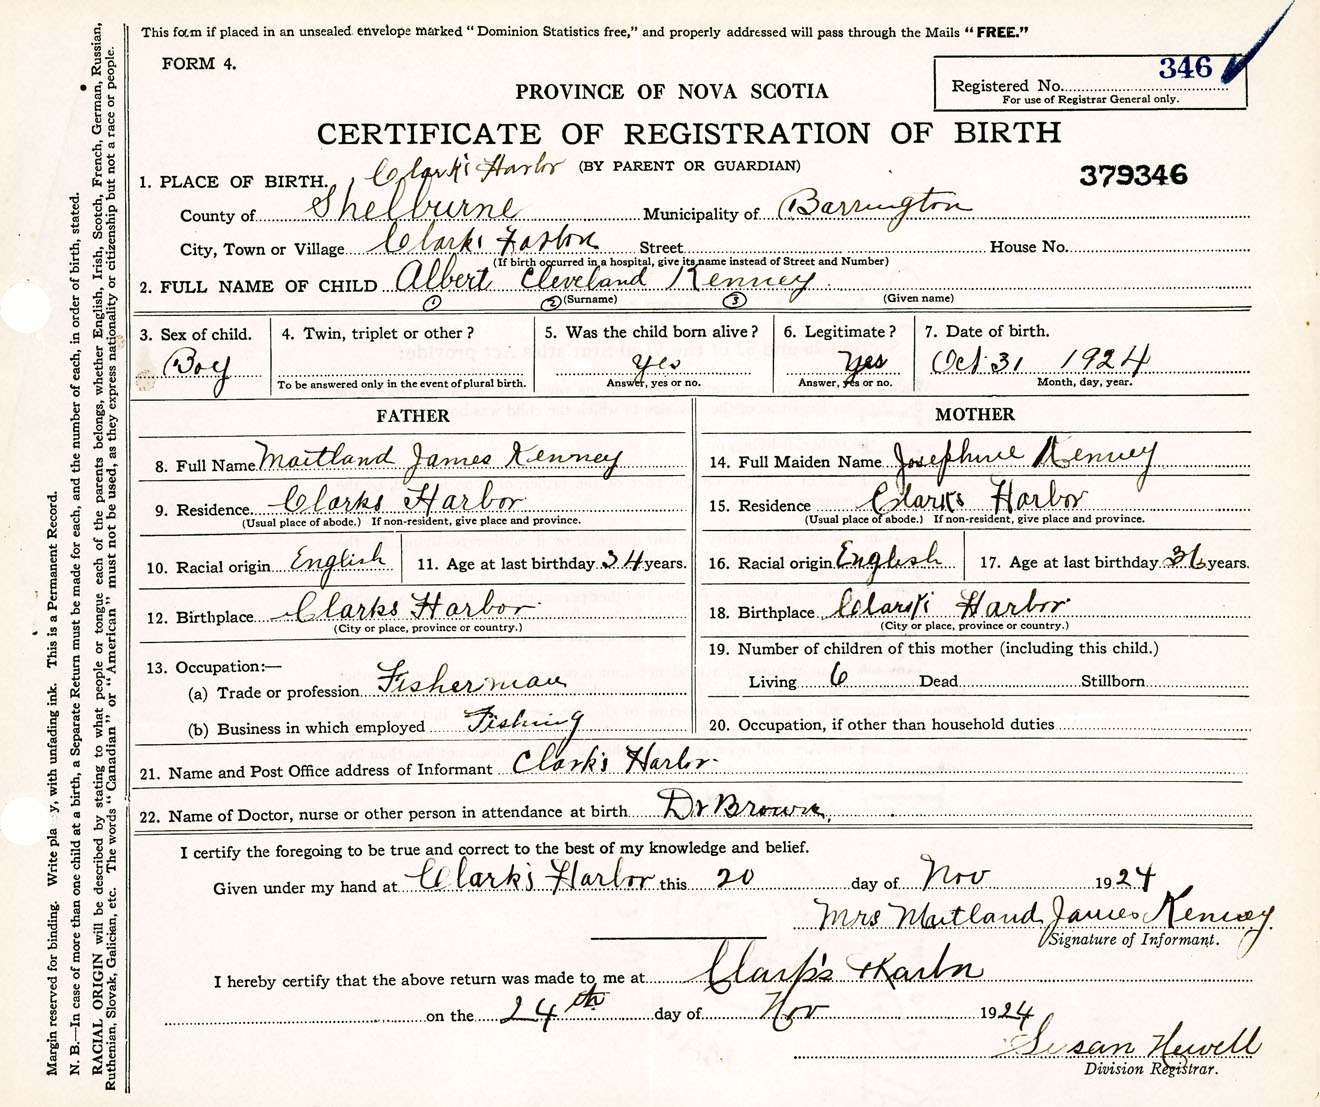 This form if placed in an unsealed envelope marked "Dominion Statistics free," and properly addressed will pass through the Mails "FREE."
FORM 4.
346
Registered No.
For use of Registrar General only.
PROVINCE OF NOVA SCOTIA
CERTIFICATE OF REGISTRATION OF BIRTH
(BY PARENT OR GUARDIAN)
379346
1. PLACE OF BIRTH. Clark's Harbor
County of Shelburne Municipality of Barrington
City, Town or Village Clarks Harbor Street House No.
(If birth occurred in a hospital, give its name instead of Street and Number)
2. FULL NAME OF CHILD Albert Cleveland Kenney
1 2 (Surname) 3 (Given name)
3. Sex of child. 4. Twin, triplet or other? 5. Was the child born alive? 6. Legitimate? 7. Date of birth.
Boy yes yes Oct 31 1924
To be answered only in the event of plural birth. Answer, yes or no. Answer, yes or no. Month, day, year.
FATHER
8. Full Name Maitland James Kenney
9. Residence Clarks Harbor
(Usual place of abode.) If non-resident, give place and province.
10. Racial origin English 11. Age at last birthday 34 years.
12. Birthplace Clarks Harbor
(City or place, province or country.)
13. Occupation:—
(a) Trade or profession Fisherman
(b) Business in which employed Fishing
MOTHER
14. Full Maiden Name Josephine Kenney
15. Residence Clarks Harbor
(Usual place of abode.) If non-resident, give place and province.
16. Racial origin English 17. Age at last birthday 36 years.
18. Birthplace Clark's Harbor
(City or place, province or country.)
19. Number of children of this mother (including this child.)
Living 6 Dead Stillborn
20. Occupation, if other than household duties
21. Name and Post Office address of Informant Clark's Harbor
22. Name of Doctor, nurse or other person in attendance at birth Dr Brown
I certify the foregoing to be true and correct to the best of my knowledge and belief.
Given under my hand at Clark's Harbor this 20 day of Nov 1924
Mrs Maitland James Kenney
Signature of Informant.
I hereby certify that the above return was made to me at Clark's Harbor
on the 24th day of Nov 1924
Susan Newell
Division Registrar.
Margin reserved for binding. Write plainly, with unfading ink. This is a Permanent Record.
N. B.—In case of more than one child at a birth, a Separate Return must be made for each, and the number of each, in order of birth, stated.
RACIAL ORIGIN will be described by stating to what people or tongue each of the parents belongs, whether English, Irish, Scotch, French, German, Russian,
Ruthenian, Slovak, Galician, etc. The words "Canadian" or "American" must not be used, as they express nationality or citizenship but not a race or people.